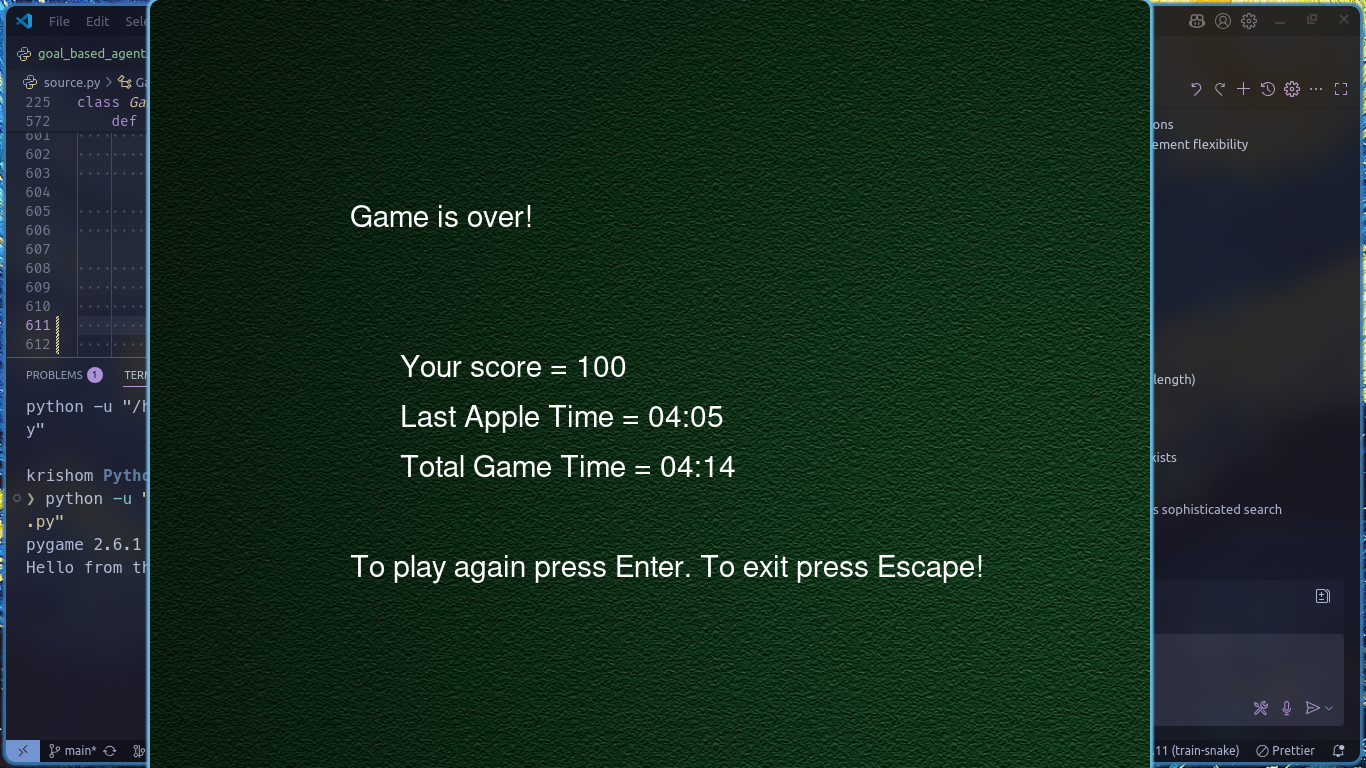 File Edit
goal_based_agent
source.py
225 class
572 def
601
602
603
604
605
606
607
608
609
610
611
612
PROBLEMS 1
python -u "/
y"
krishom
❯ python -u "
.py"
pygame 2.6.1
Hello from
Game is over!
Your score = 100
Last Apple Time = 04:05
Total Game Time = 04:14
To play again press Enter. To exit press Escape!
ement flexibility
length)
s sophisticated search
main*
11 (train-snake) Prettier